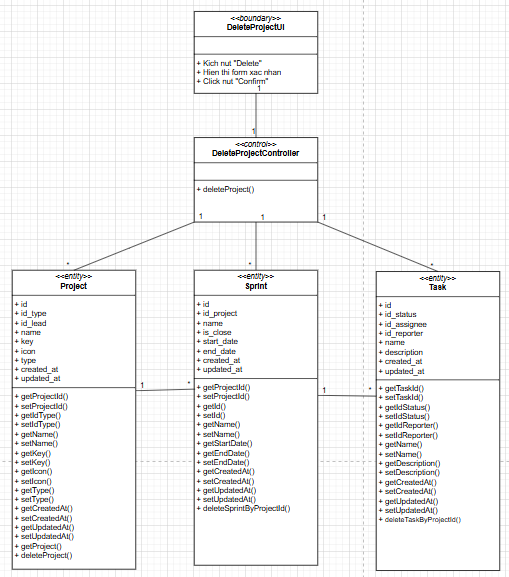 <<boundary>>
DeleteProjectUI
+ Kich nut "Delete"
+ Hien thi form xac nhan
+ Click nut "Confirm"
1
1
<<control>>
DeleteProjectController
+ deleteProject()
1
1
1
*
*
*
<<entity>>
Project
+ id
+ id_type
+ id_lead
+ name
+ key
+ icon
+ type
+ created_at
+ updated_at
+ getProjectId()
+ setProjectId()
+ getIdType()
+ setIdType()
+ getName()
+ setName()
+ getKey()
+ setKey()
+ getIcon()
+ setIcon()
+ getType()
+ setType()
+ getCreatedAt()
+ setCreatedAt()
+ getUpdatedAt()
+ setUpdatedAt()
+ getProject()
+ deleteProject()
1
*
<<entity>>
Sprint
+ id
+ id_project
+ name
+ is_close
+ start_date
+ end_date
+ created_at
+ updated_at
+ getProjectId()
+ setProjectId()
+ getId()
+ setId()
+ getName()
+ setName()
+ getStartDate()
+ getEndDate()
+ setEndDate()
+ getCreatedAt()
+ setCreatedAt()
+ getUpdatedAt()
+ setUpdatedAt()
+ deleteSprintByProjectId()
1
*
<<entity>>
Task
+ id
+ id_status
+ id_assignee
+ id_reporter
+ name
+ description
+ created_at
+ updated_at
+ getTaskId()
+ setTaskId()
+ getIdStatus()
+ setIdStatus()
+ getIdReporter()
+ setIdReporter()
+ getName()
+ setName()
+ getDescription()
+ setDescription()
+ getCreatedAt()
+ setCreatedAt()
+ getUpdatedAt()
+ setUpdatedAt()
+ deleteTaskByProjectId()